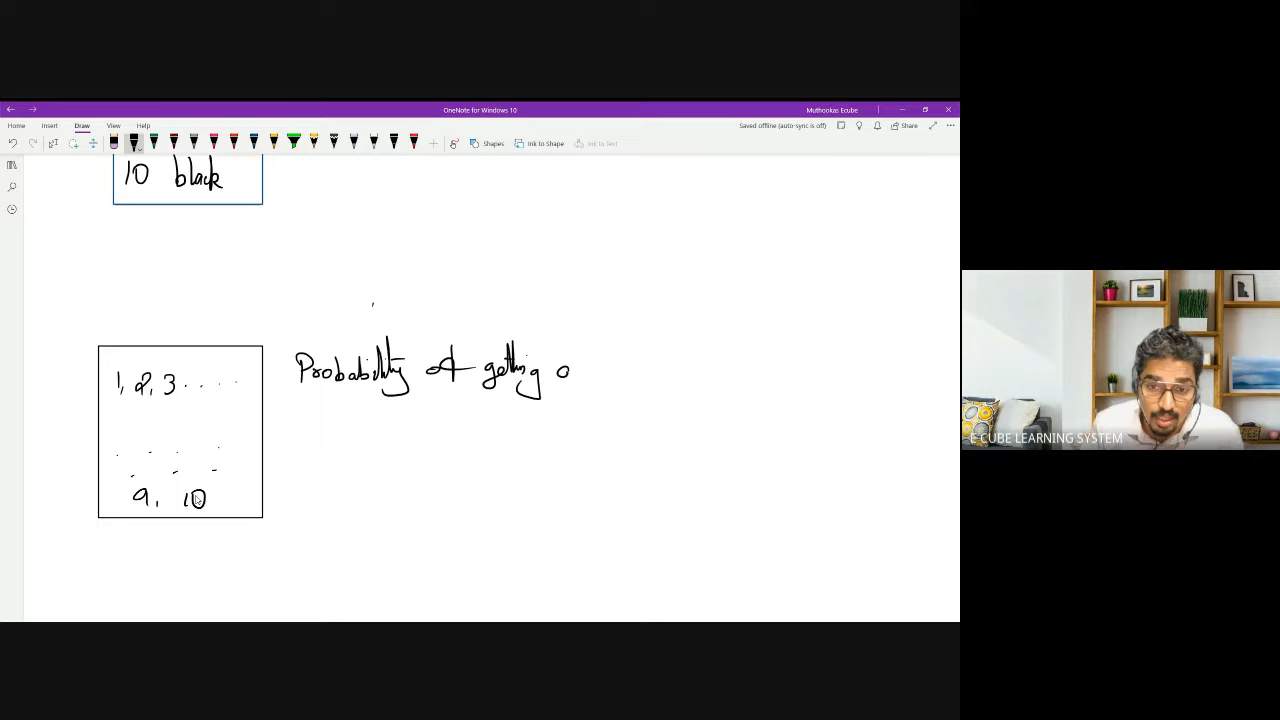 OneNote for Windows 10
Muthookas Ecube
Home Insert Draw View Help
Saved offline (auto-sync is off)
Share
Shapes
Ink to Shape
Ink to Text
10 black
1, 2, 3 . . . .
9, 10
Probability of getting o
E CUBE LEARNING SYSTEM